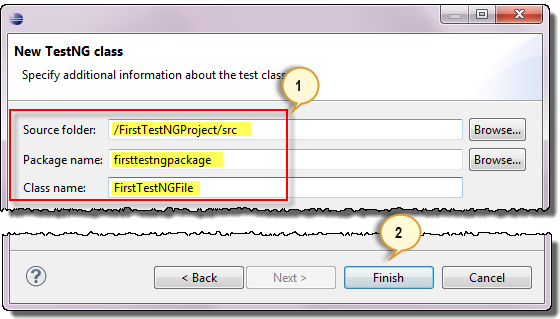 New TestNG class
Specify additional information about the test class.
1
Source folder: /FirstTestNGProject/src Browse...
Package name: firsttestngpackage Browse...
Class name: FirstTestNGFile
2
? < Back Next > Finish Cancel